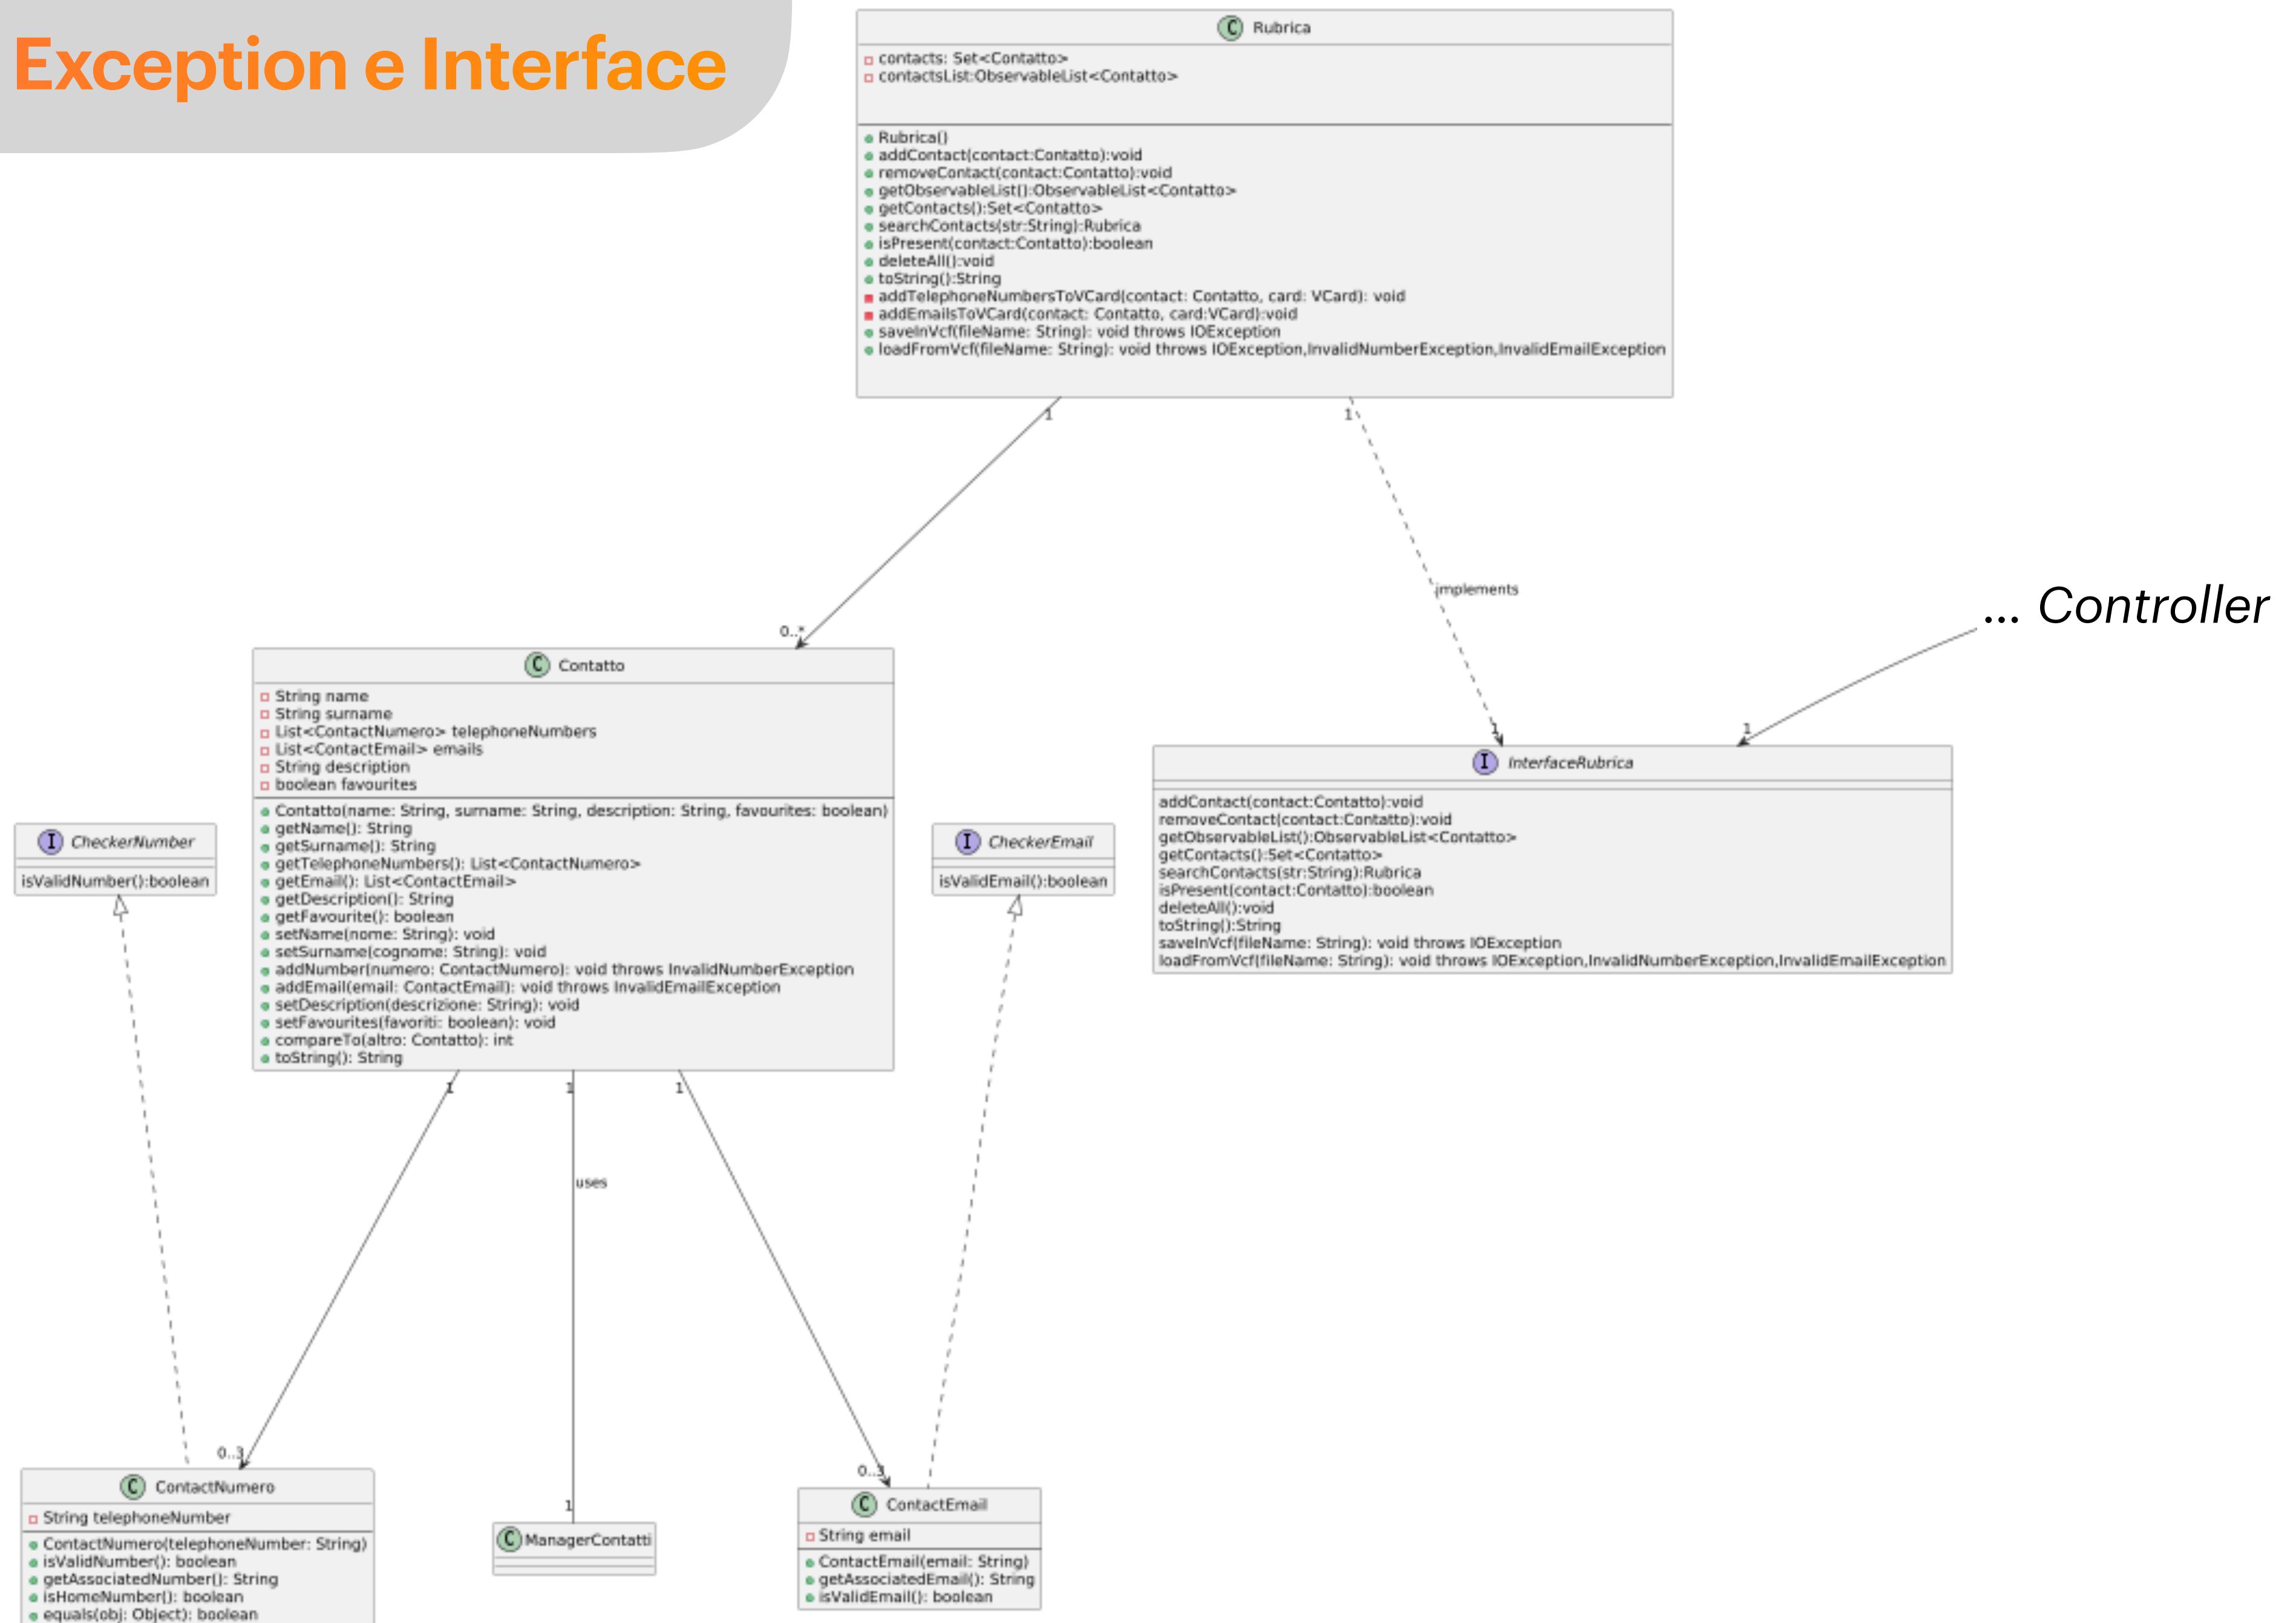 Exception e Interface
C Rubrica
contacts: Set<Contatto>
contactsList:ObservableList<Contatto>
Rubrica()
addContact(contact:Contatto):void
removeContact(contact:Contatto):void
getObservableList():ObservableList<Contatto>
getContacts():Set<Contatto>
searchContacts(str:String):Rubrica
isPresent(contact:Contatto):boolean
deleteAll():void
toString():String
addTelephoneNumbersToVCard(contact: Contatto, card: VCard): void
addEmailsToVCard(contact: Contatto, card:VCard):void
saveInVcf(fileName: String): void throws IOException
loadFromVcf(fileName: String): void throws IOException,InvalidNumberException,InvalidEmailException
1
1
implements
... Controller
0..*
1
1
C Contatto
String name
String surname
List<ContactNumero> telephoneNumbers
List<ContactEmail> emails
String description
boolean favourites
Contatto(name: String, surname: String, description: String, favourites: boolean)
getName(): String
getSurname(): String
getTelephoneNumbers(): List<ContactNumero>
getEmail(): List<ContactEmail>
getDescription(): String
getFavourite(): boolean
setName(nome: String): void
setSurname(cognome: String): void
addNumber(numero: ContactNumero): void throws InvalidNumberException
addEmail(email: ContactEmail): void throws InvalidEmailException
setDescription(descrizione: String): void
setFavourites(favoriti: boolean): void
compareTo(altro: Contatto): int
toString(): String
I InterfaceRubrica
addContact(contact:Contatto):void
removeContact(contact:Contatto):void
getObservableList():ObservableList<Contatto>
getContacts():Set<Contatto>
searchContacts(str:String):Rubrica
isPresent(contact:Contatto):boolean
deleteAll():void
toString():String
saveInVcf(fileName: String): void throws IOException
loadFromVcf(fileName: String): void throws IOException,InvalidNumberException,InvalidEmailException
I CheckerNumber
isValidNumber():boolean
I CheckerEmail
isValidEmail():boolean
1
1
1
uses
0..3
1
0..3
C ContactNumero
String telephoneNumber
ContactNumero(telephoneNumber: String)
isValidNumber(): boolean
getAssociatedNumber(): String
isHomeNumber(): boolean
equals(obj: Object): boolean
C ManagerContatti
C ContactEmail
String email
ContactEmail(email: String)
getAssociatedEmail(): String
isValidEmail(): boolean